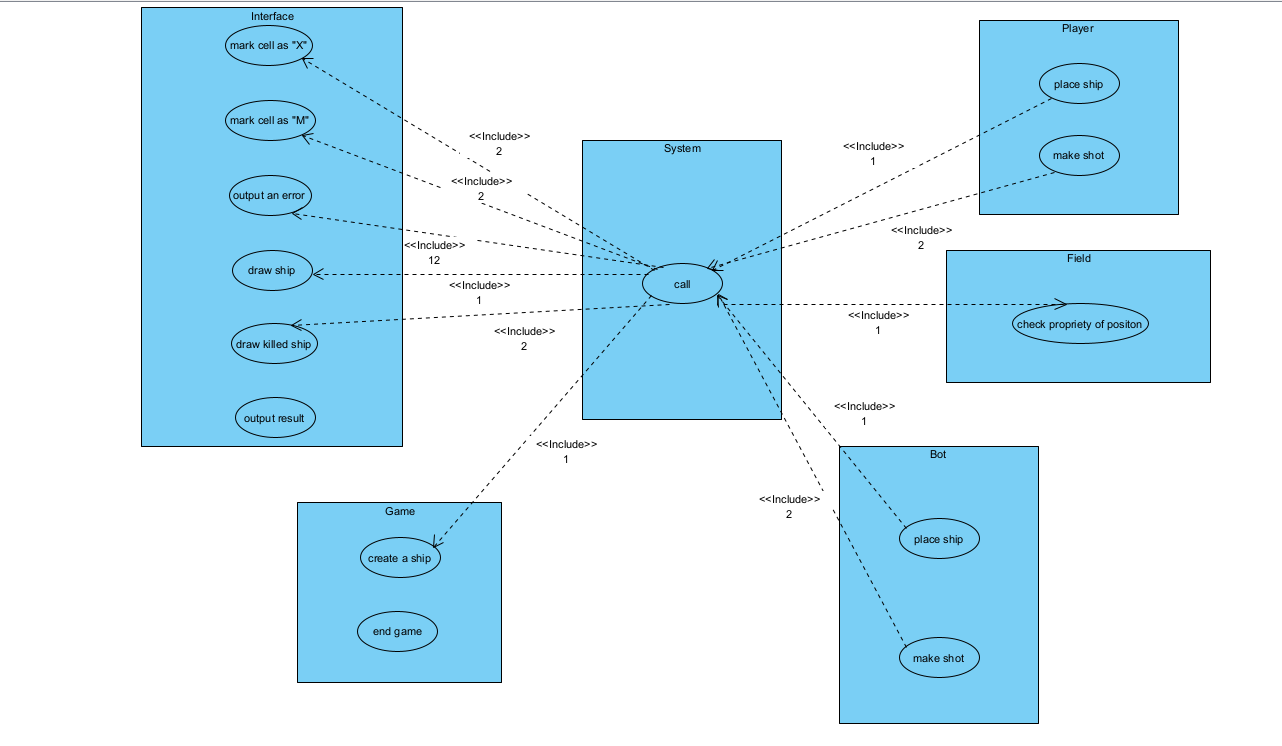 Interface
mark cell as "X"
mark cell as "M"
output an error
draw ship
draw killed ship
output result
<<Include>>
2
<<Include>>
2
<<Include>>
12
<<Include>>
1
<<Include>>
2
<<Include>>
1
System
call
Player
place ship
make shot
<<Include>>
1
<<Include>>
2
Field
check propriety of positon
<<Include>>
1
<<Include>>
1
<<Include>>
2
Bot
place ship
make shot
Game
create a ship
end game